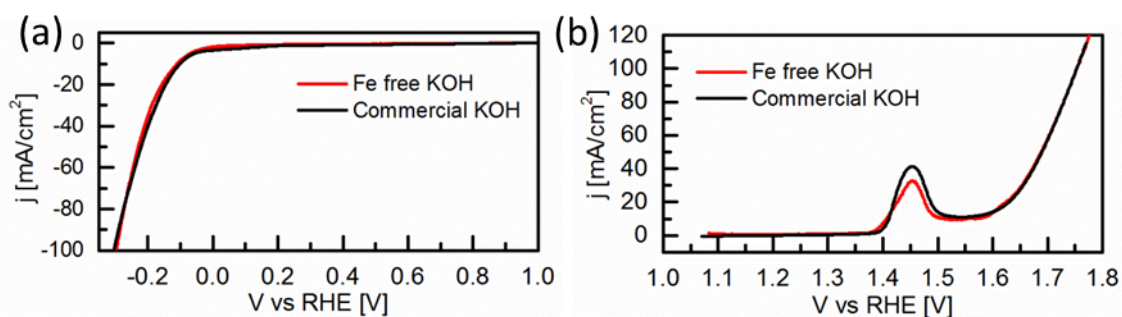 (a)
0
-20
-40
-60
-80
-100
j [mA/cm²]
Fe free KOH
Commercial KOH
-0.2 0.0 0.2 0.4 0.6 0.8 1.0
V vs RHE [V]
(b)
120
100
80
60
40
20
0
j [mA/cm²]
Fe free KOH
Commercial KOH
1.0 1.1 1.2 1.3 1.4 1.5 1.6 1.7 1.8
V vs RHE [V]